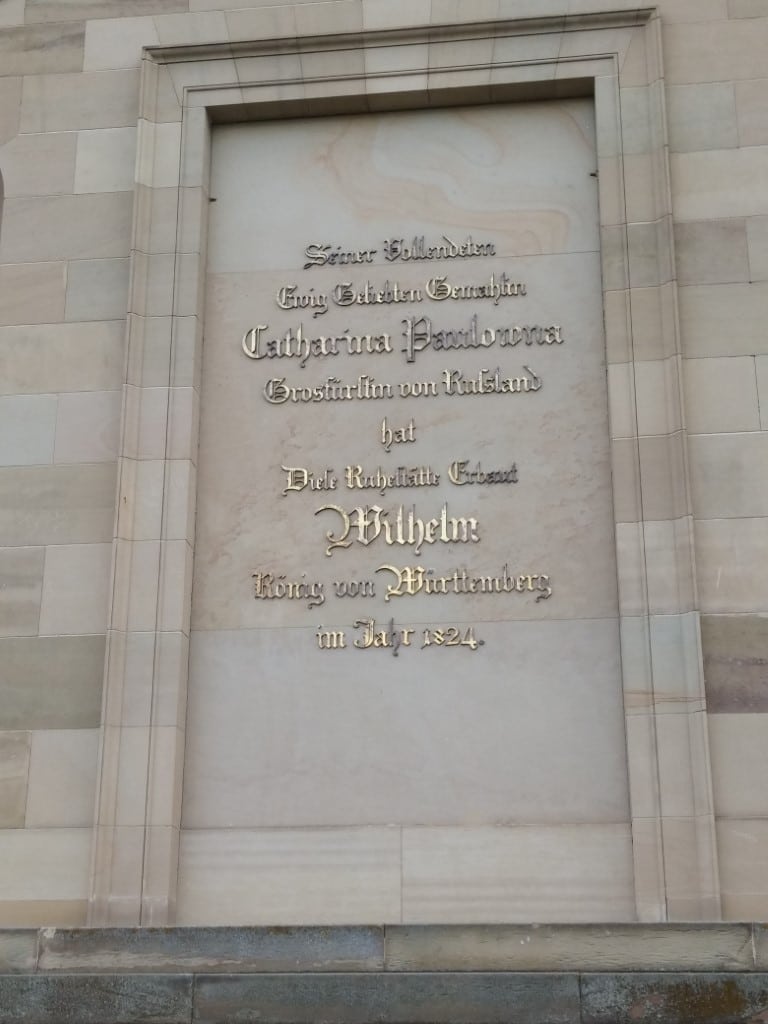 Seiner Vollendeten
Ewig Geliebten Gemahlin
Catharina Paulowna
Grosfürstin von Rußland
hat
Diese Ruhestätte Erbaut
Wilhelm
König von Württemberg
im Jahr 1824.